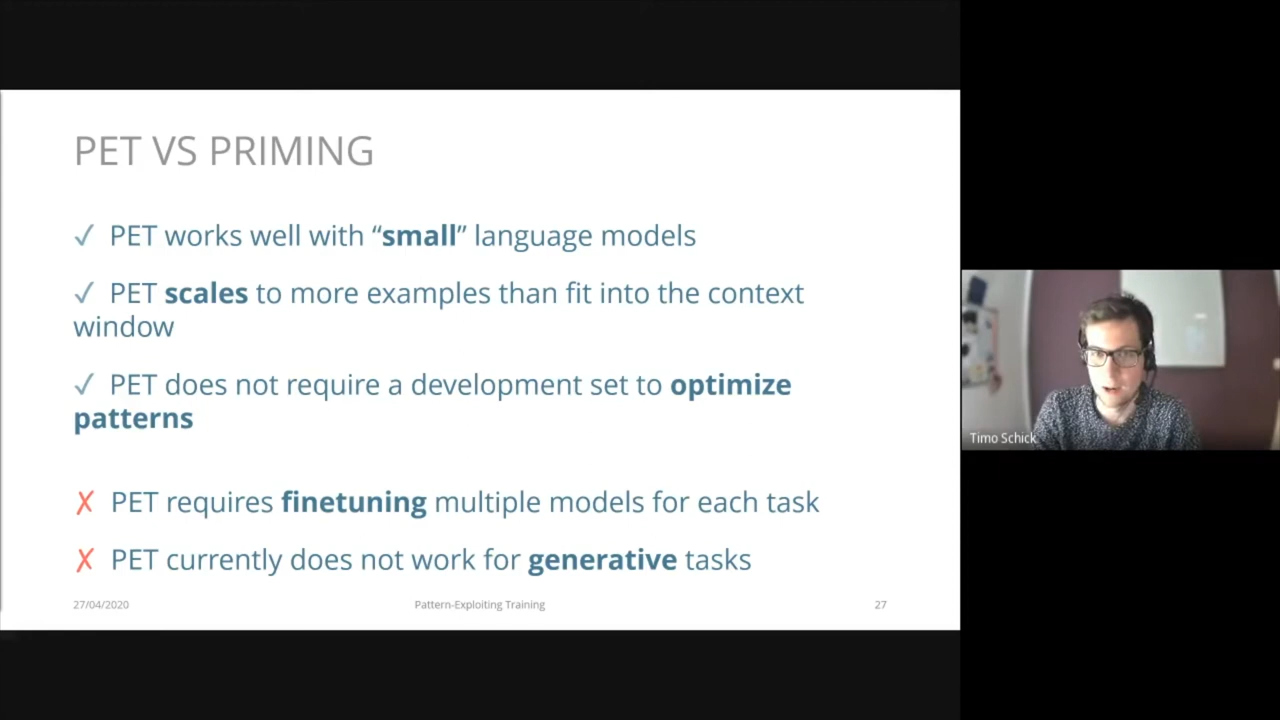 PET VS PRIMING
✓ PET works well with “small” language models
✓ PET scales to more examples than fit into the context
window
✓ PET does not require a development set to optimize
patterns
✗ PET requires finetuning multiple models for each task
✗ PET currently does not work for generative tasks
27/04/2020 Pattern-Exploiting Training 27
Timo Schick